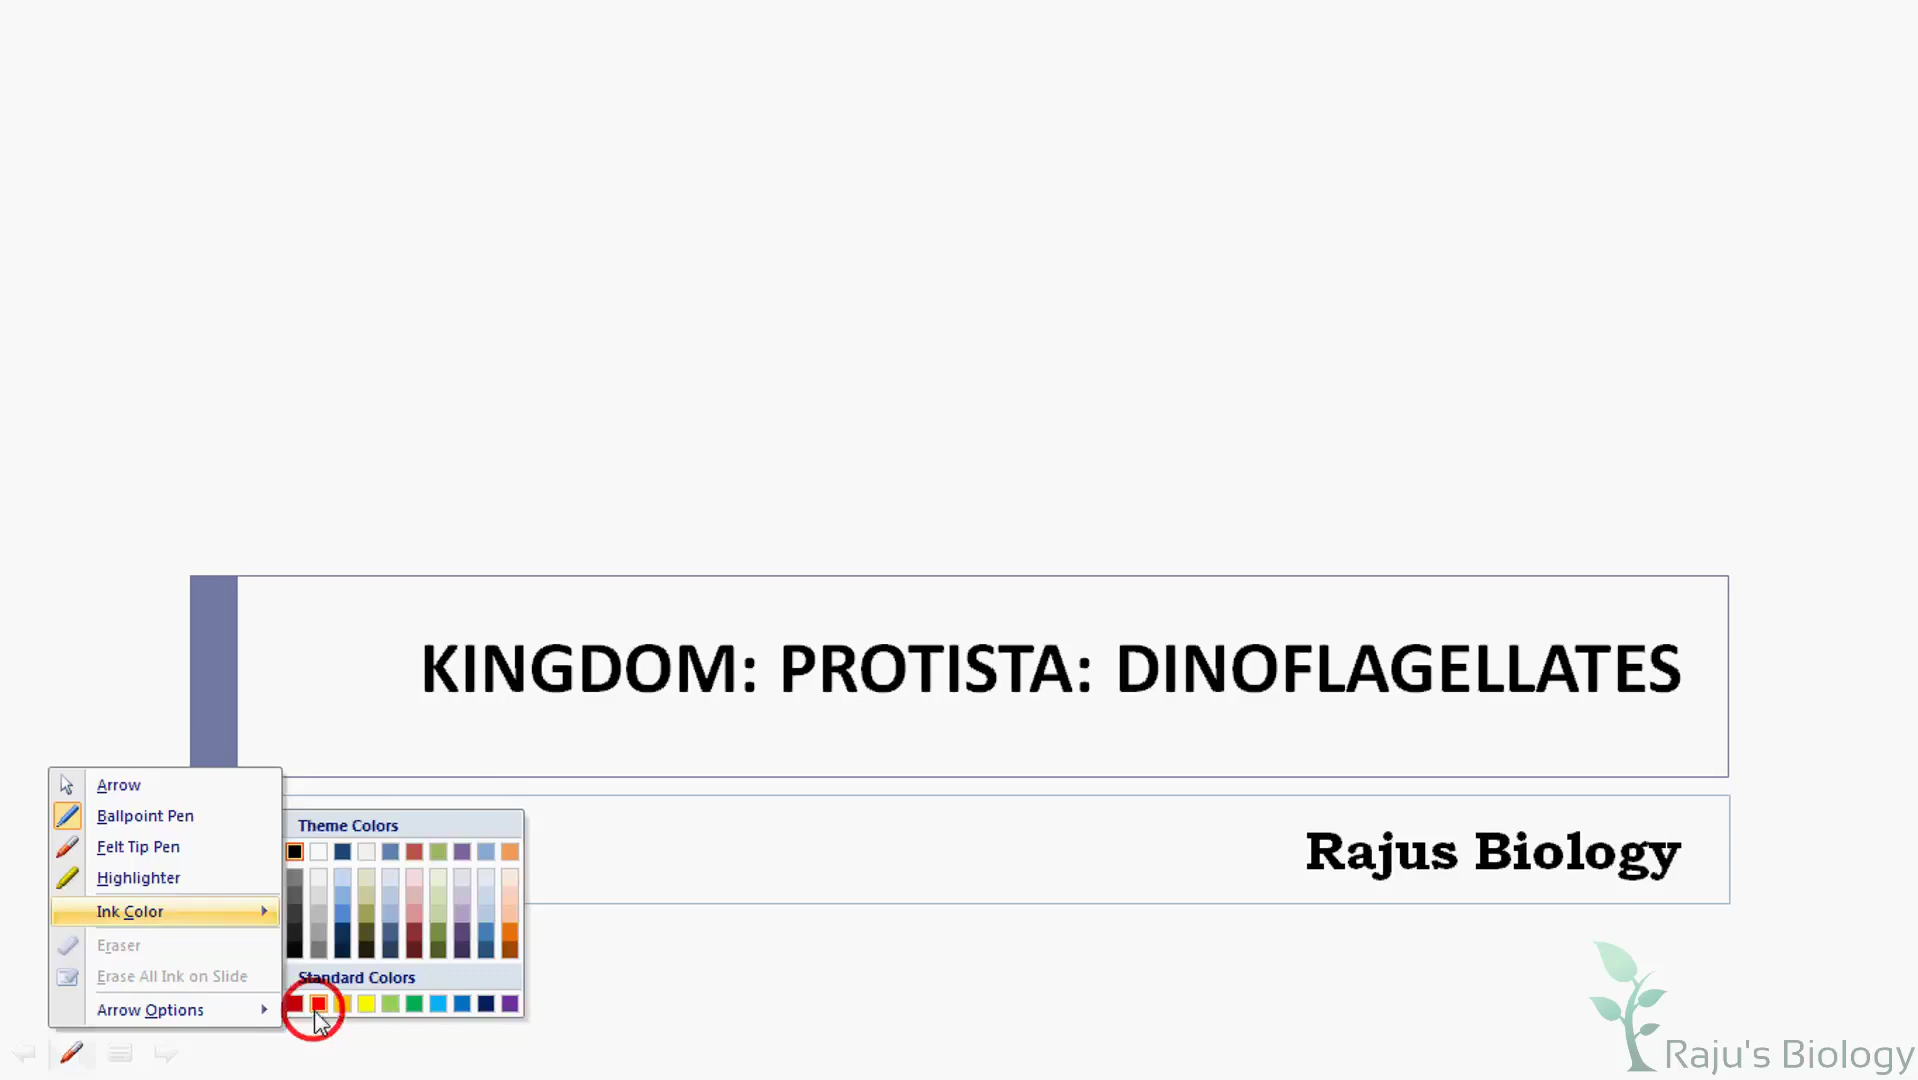 KINGDOM: PROTISTA: DINOFLAGELLATES
Rajus Biology
Arrow
Ballpoint Pen
Felt Tip Pen
Highlighter
Ink Color
Eraser
Erase All Ink on Slide
Arrow Options
Theme Colors
Standard Colors
Raju's Biology